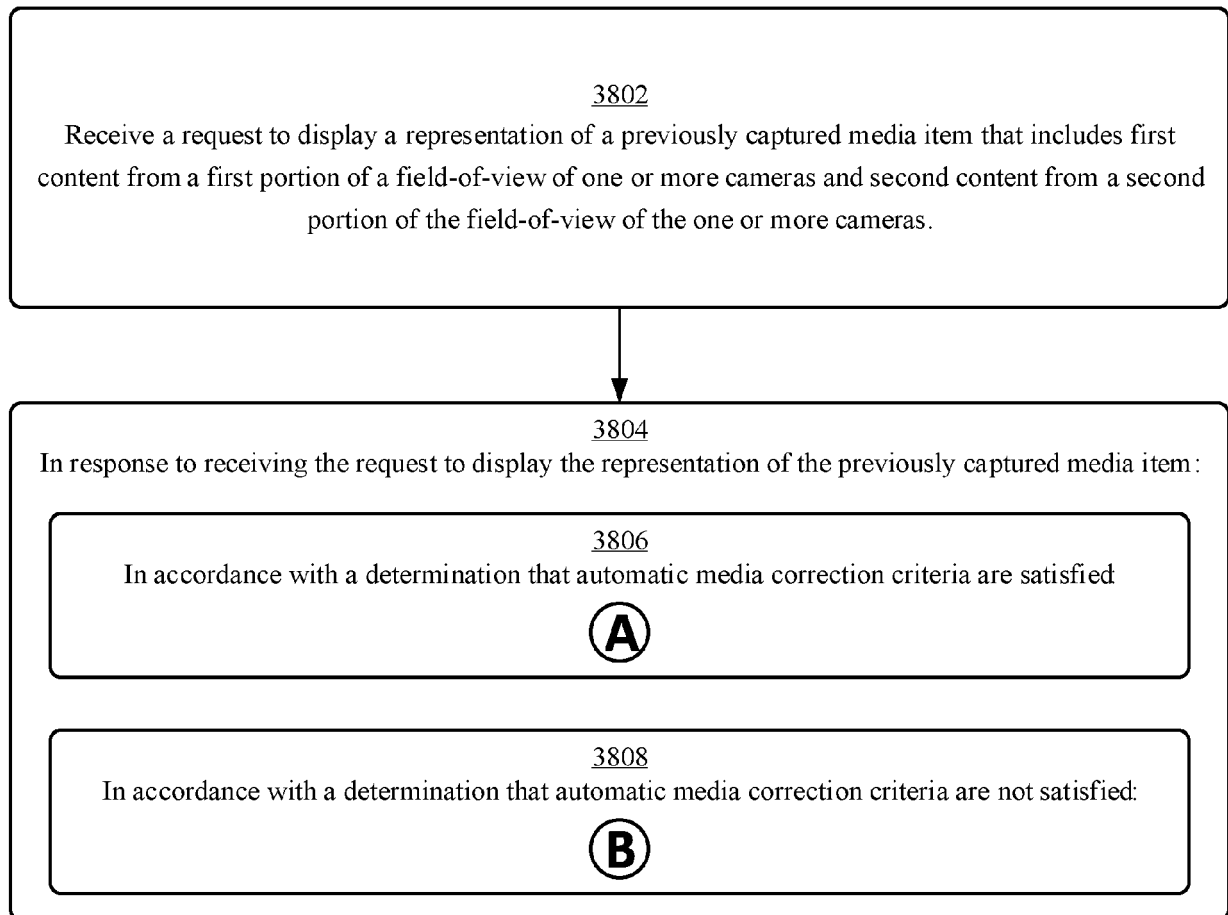 3802
Receive a request to display a representation of a previously captured media item that includes first
content from a first portion of a field-of-view of one or more cameras and second content from a second
portion of the field-of-view of the one or more cameras.
3804
In response to receiving the request to display the representation of the previously captured media item:
3806
In accordance with a determination that automatic media correction criteria are satisfied:
A
3808
In accordance with a determination that automatic media correction criteria are not satisfied:
B